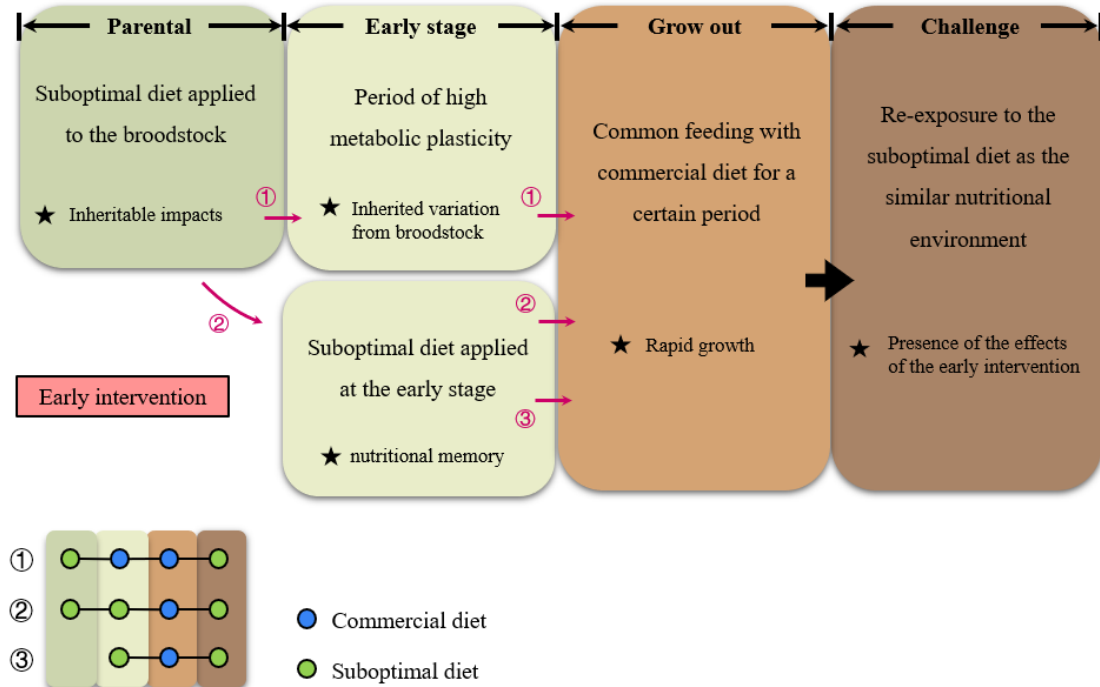 Parental
Early stage
Grow out
Challenge
Suboptimal diet applied
to the broodstock
★ Inheritable impacts
①
Period of high
metabolic plasticity
★ Inherited variation
from broodstock
①
②
Suboptimal diet applied
at the early stage
★ nutritional memory
②
③
Common feeding with
commercial diet for a
certain period
★ Rapid growth
Re-exposure to the
suboptimal diet as the
similar nutritional
environment
★ Presence of the effects
of the early intervention
Early intervention
①
②
③
Commercial diet
Suboptimal diet